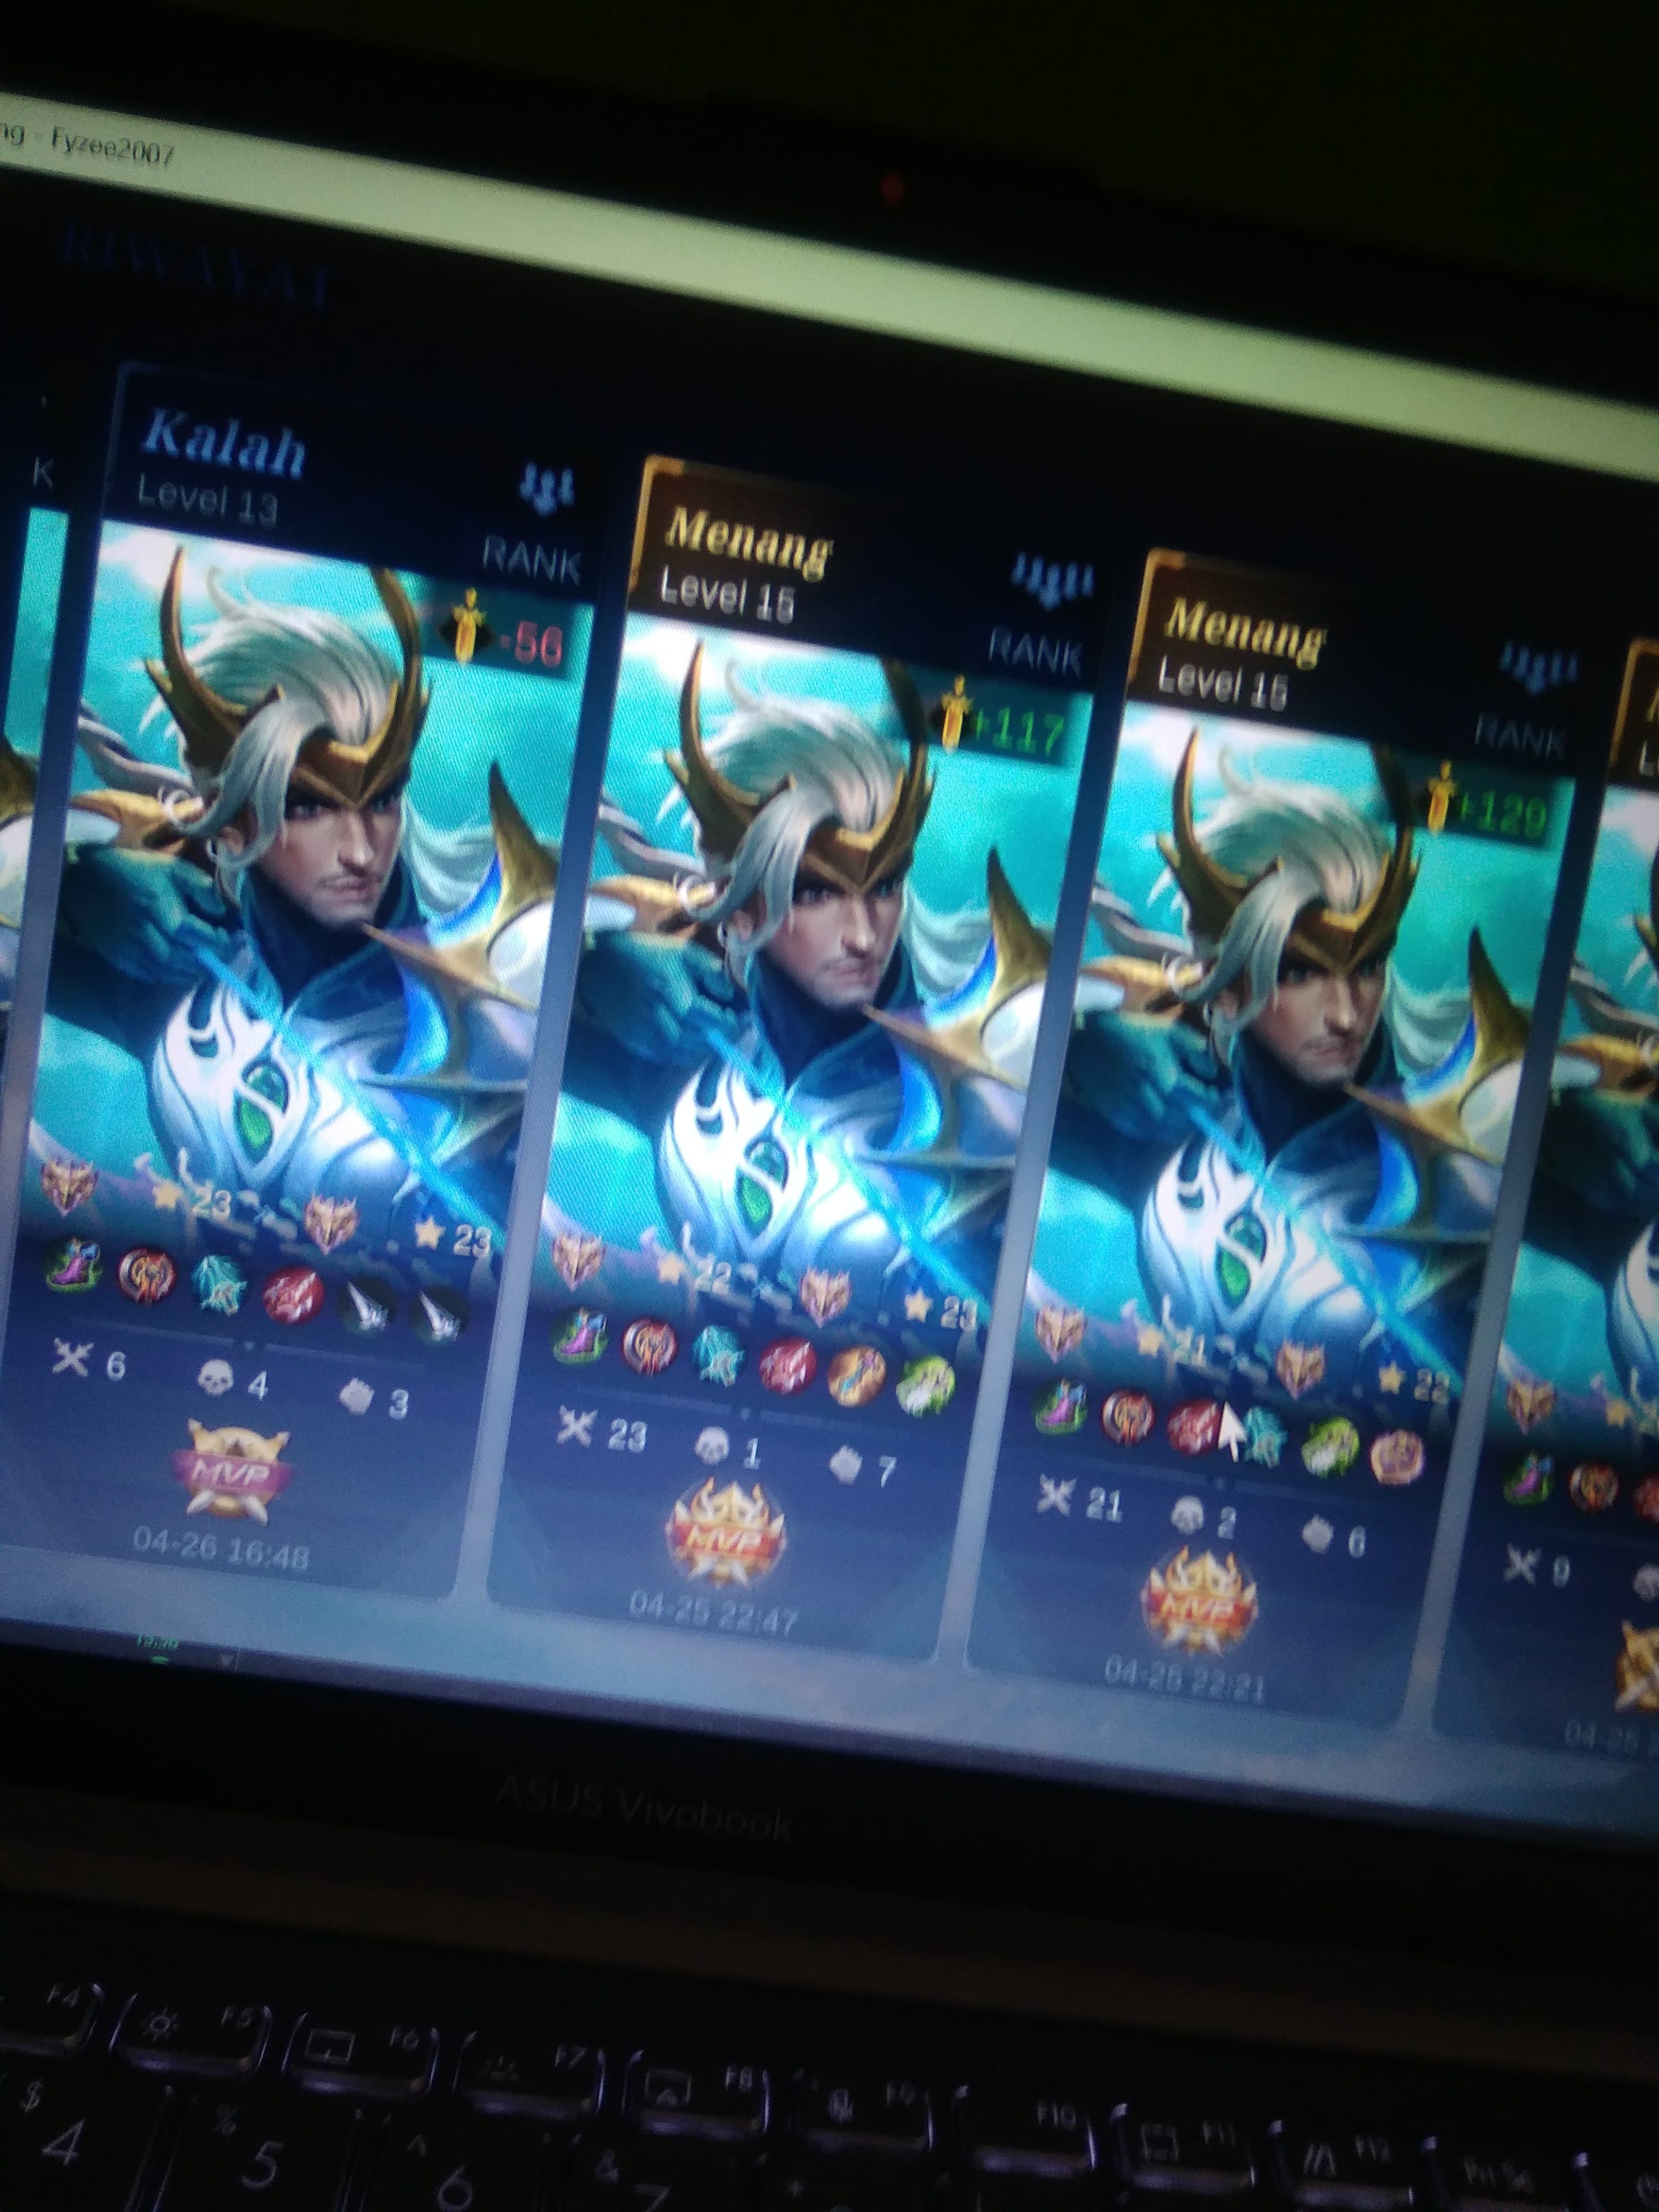 ng - Fyzee2007
RIWAYAT
K
Kalah
Level 13
RANK
-56
23
23
6 4 3
MVP
04-26 16:48
Menang
Level 15
RANK
+117
22
23
23 1 7
MVP
04-25 22:47
Menang
Level 15
RANK
+129
21
22
21 2 6
MVP
04-25 22:21
9
04-25
ASUS Vivobook
F4 F5 F6 F7 F8 F9 F10 F11 F12 Prt Sc
$ % ^ &
4 5 6 7